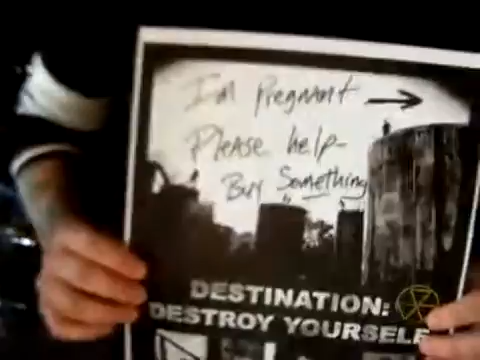 I'm Pregnant →
Please help-
Buy Something
DESTINATION:
DESTROY YOURSELF